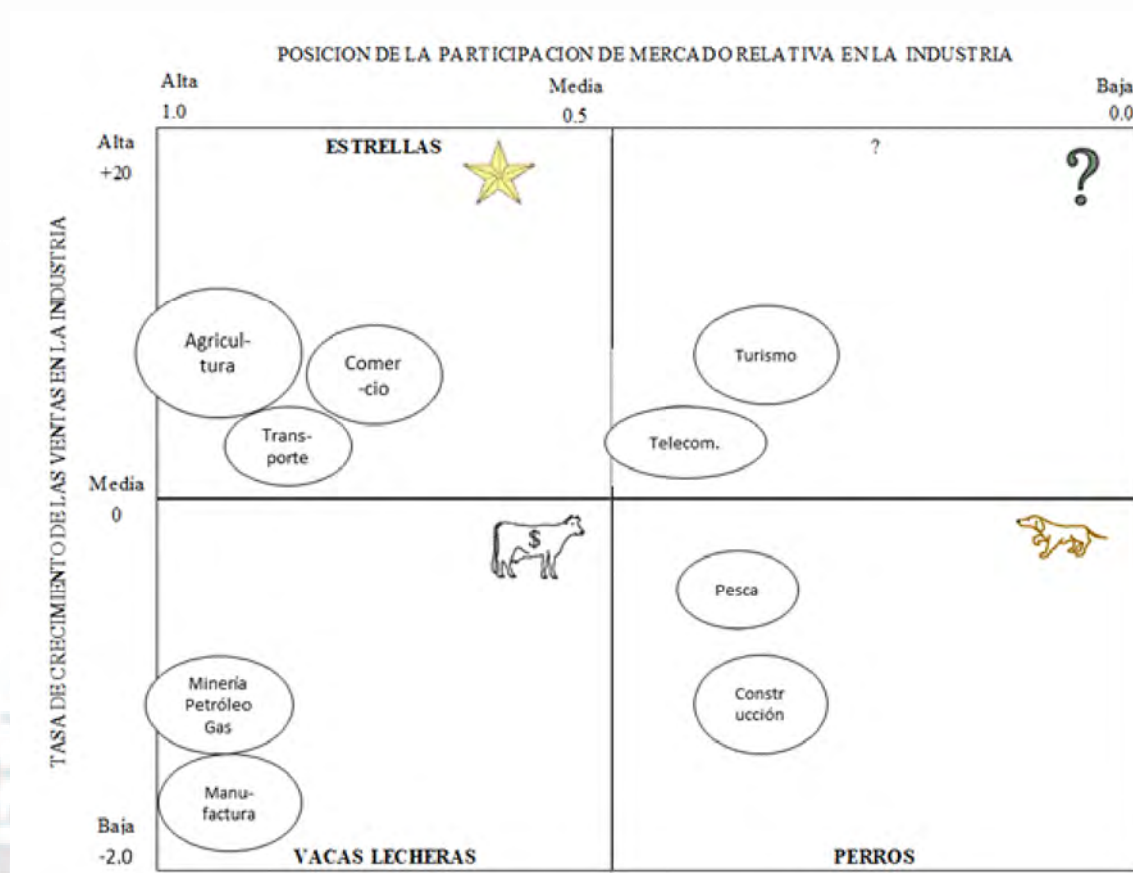 POSICION DE LA PARTICIPACION DE MERCADO RELATIVA EN LA INDUSTRIA
Alta
Media
Baja
1.0
0.5
0.0
Alta
+20
ESTRELLAS
?
?
TASA DE CRECIMIENTO DE LAS VENTAS EN LA INDUSTRIA
Agricul-
tura
Comer
-cio
Trans-
porte
Turismo
Telecom.
Media
0
$
Pesca
Minería
Petróleo
Gas
Constr
ucción
Manu-
factura
Baja
-2.0
VACAS LECHERAS
PERROS